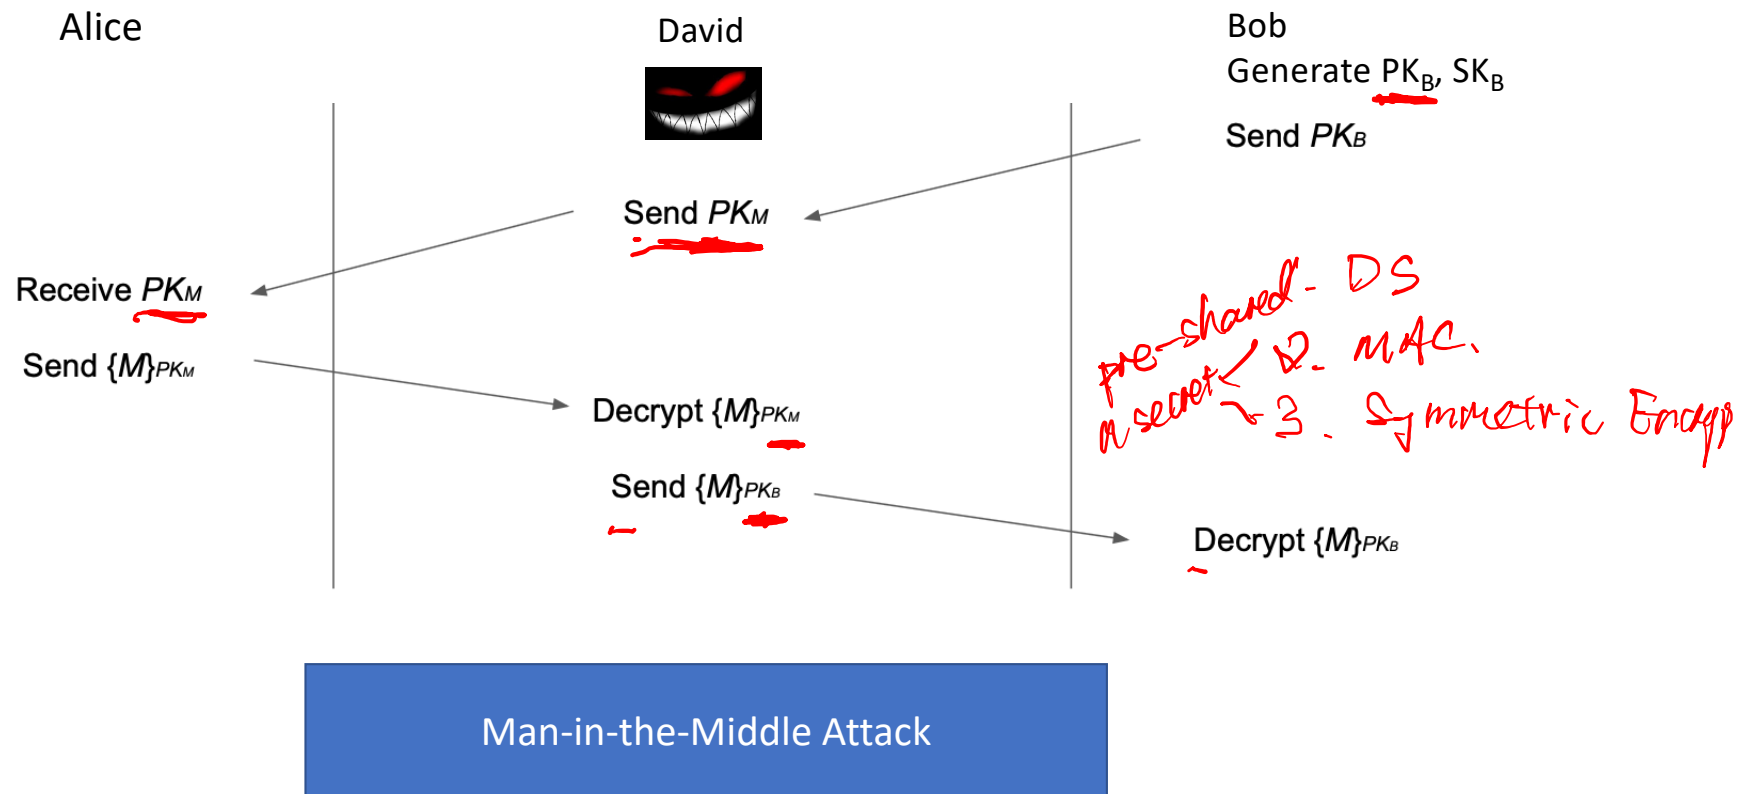 Alice
David
Bob
Generate PKB, SKB
Send PKB
Send PKM
Receive PKM
Send {M}PKM
Decrypt {M}PKM
Send {M}PKB
Decrypt {M}PKB
pre-shared - DS
a secret 2. MAC.
3. Symmetric Encryp
Man-in-the-Middle Attack